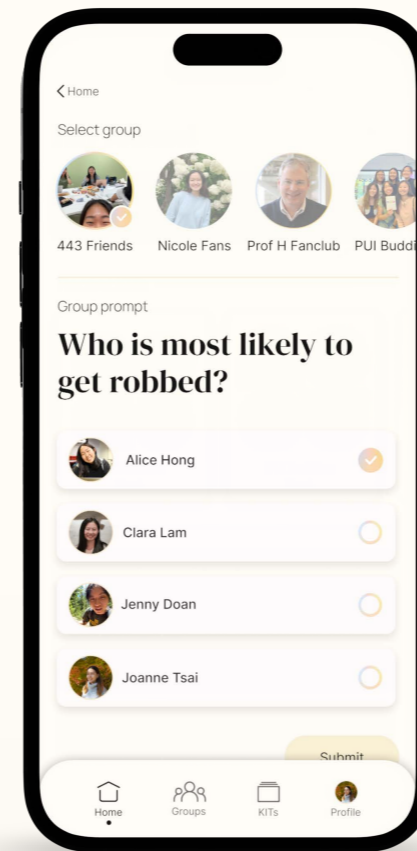 Home
Select group
443 Friends
Nicole Fans
Prof H Fanclub
PUI Buddi
Group prompt
Who is most likely to
get robbed?
Alice Hong
Clara Lam
Jenny Doan
Joanne Tsai
Submit
Home
Groups
KITs
Profile